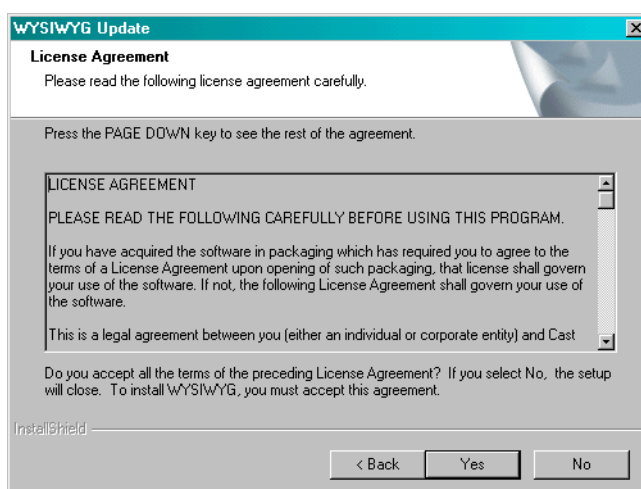 WYSIWYG Update
License Agreement
Please read the following license agreement carefully.
Press the PAGE DOWN key to see the rest of the agreement.
LICENSE AGREEMENT
PLEASE READ THE FOLLOWING CAREFULLY BEFORE USING THIS PROGRAM.
If you have acquired the software in packaging which has required you to agree to the
terms of a License Agreement upon opening of such packaging, that license shall govern
your use of the software. If not, the following License Agreement shall govern your use of
the software.
This is a legal agreement between you (either an individual or corporate entity) and Cast
Do you accept all the terms of the preceding License Agreement? If you select No, the setup
will close. To install WYSIWYG, you must accept this agreement.
InstallShield
< Back Yes No